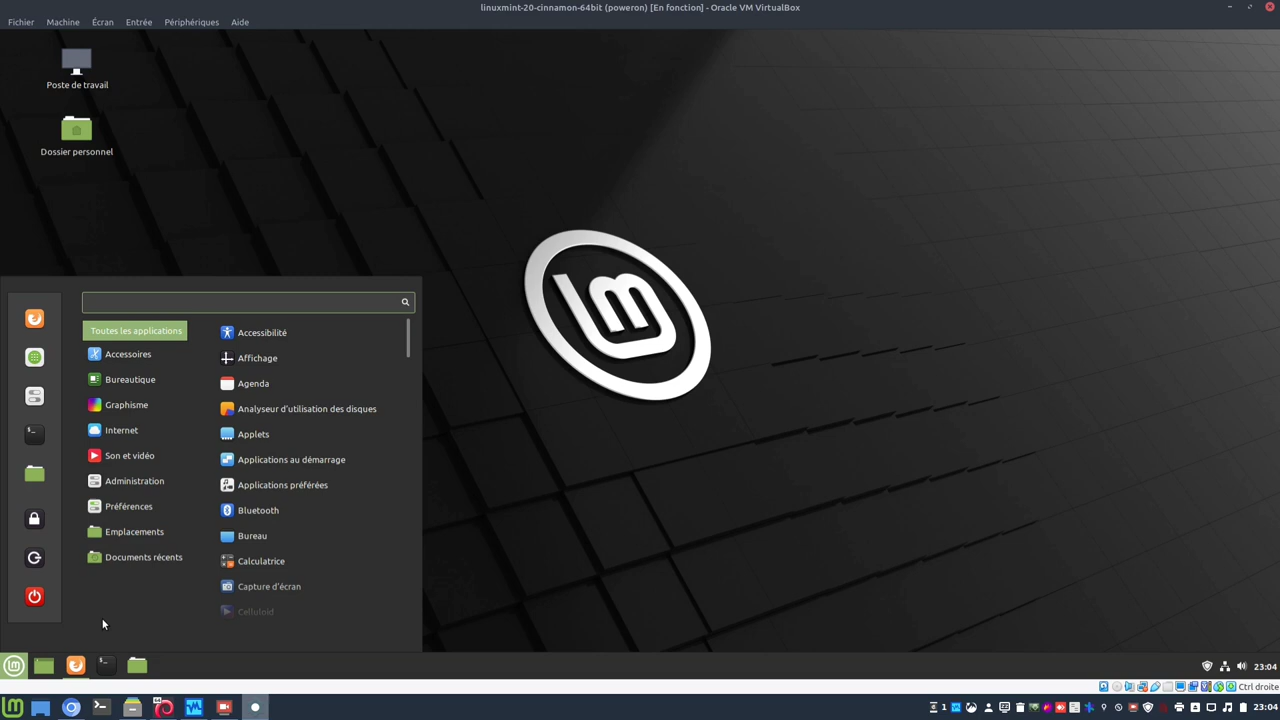 linuxmint-20-cinnamon-64bit (poweron) [En fonction] - Oracle VM VirtualBox
Fichier Machine Écran Entrée Périphériques Aide
Poste de travail
Dossier personnel
Toutes les applications
Accessoires
Bureautique
Graphisme
Internet
Son et vidéo
Administration
Préférences
Emplacements
Documents récents
Accessibilité
Affichage
Agenda
Analyseur d'utilisation des disques
Applets
Applications au démarrage
Applications préférées
Bluetooth
Bureau
Calculatrice
Capture d'écran
Celluloid
23:04
Ctrl droite
1
23:04